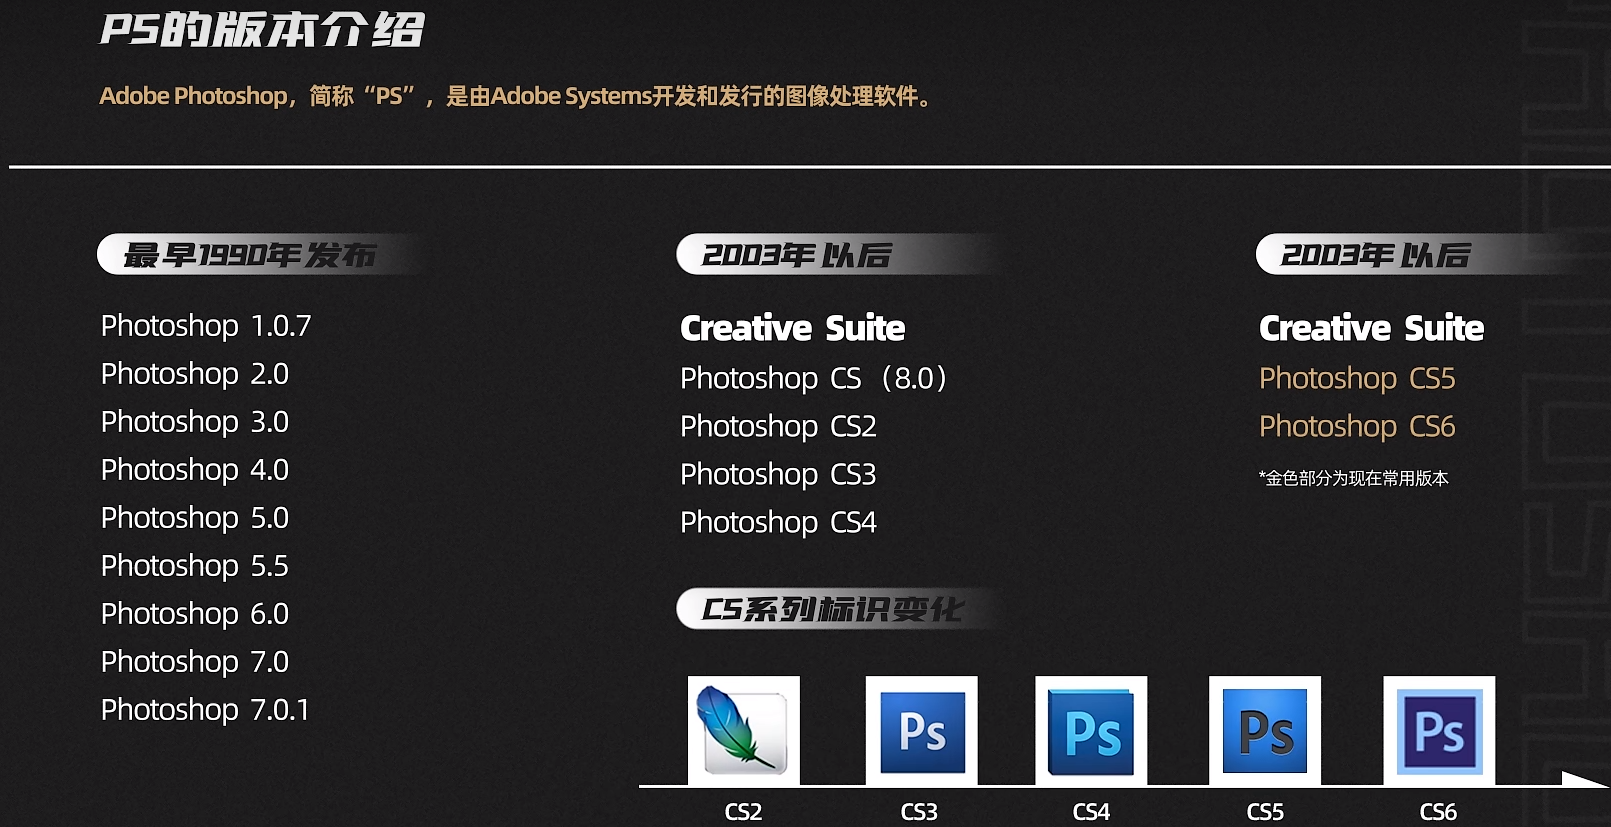 PS的版本介绍
Adobe Photoshop，简称“PS”，是由Adobe Systems开发和发行的图像处理软件。
最早1990年发布
Photoshop 1.0.7
Photoshop 2.0
Photoshop 3.0
Photoshop 4.0
Photoshop 5.0
Photoshop 5.5
Photoshop 6.0
Photoshop 7.0
Photoshop 7.0.1
2003年以后
Creative Suite
Photoshop CS（8.0）
Photoshop CS2
Photoshop CS3
Photoshop CS4
2003年以后
Creative Suite
Photoshop CS5
Photoshop CS6
*金色部分为现在常用版本
CS系列标识变化
Ps
Ps
Ps
Ps
CS2
CS3
CS4
CS5
CS6